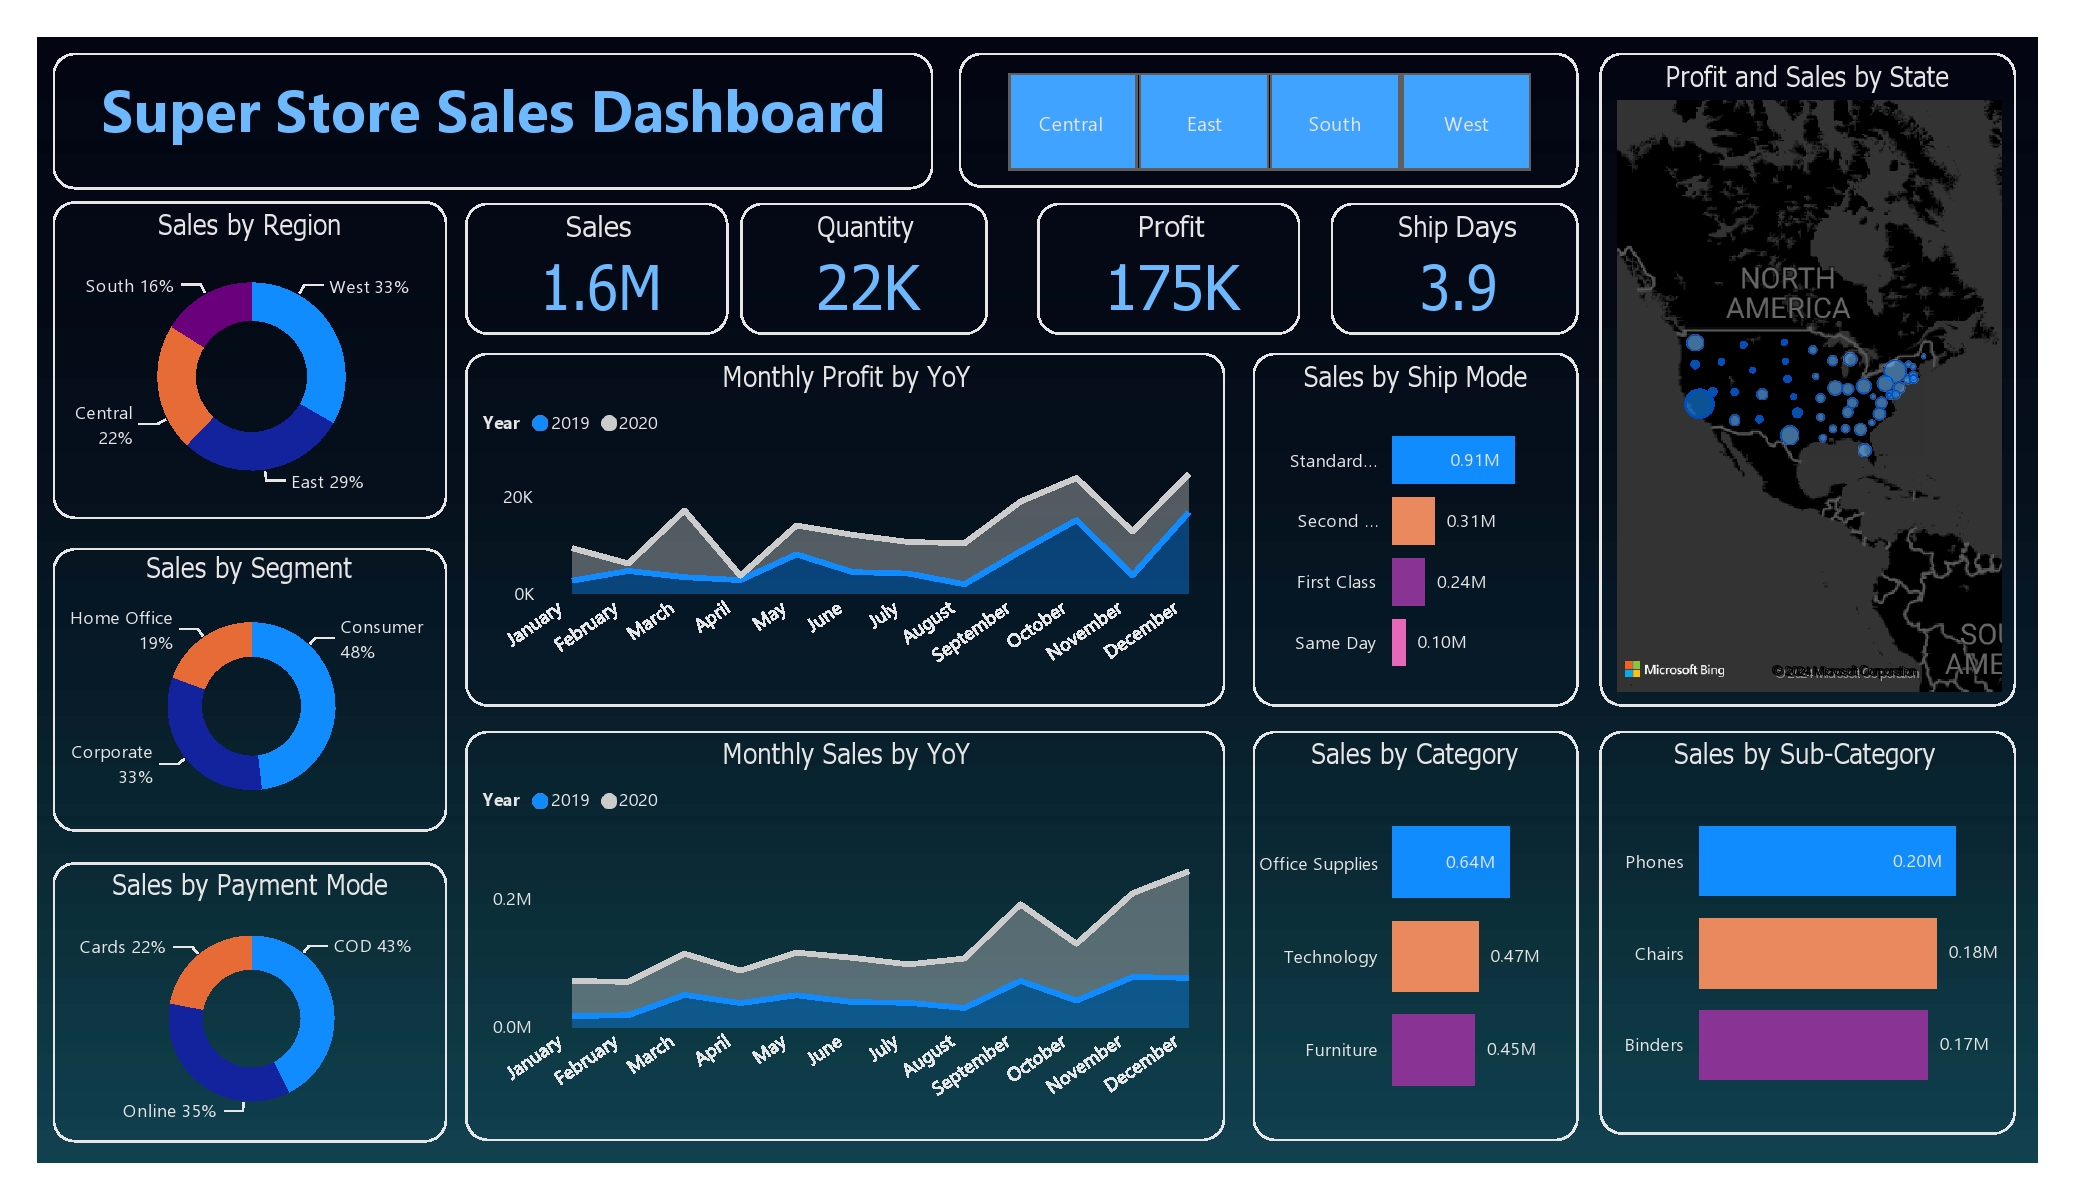 Super Store Sales Dashboard
Central
East
South
West
Profit and Sales by State
NORTH
AMERICA
SOU
AME
Microsoft Bing
© 2024 Microsoft Corporation
Sales by Region
South 16%
West 33%
Central
22%
East 29%
Sales
1.6M
Quantity
22K
Profit
175K
Ship Days
3.9
Monthly Profit by YoY
Year 2019 2020
20K
0K
January
February
March
April
May
June
July
August
September
October
November
December
Sales by Ship Mode
Standard... 0.91M
Second ... 0.31M
First Class 0.24M
Same Day 0.10M
Sales by Segment
Home Office
19%
Consumer
48%
Corporate
33%
Monthly Sales by YoY
Year 2019 2020
0.2M
0.0M
January
February
March
April
May
June
July
August
September
October
November
December
Sales by Category
Office Supplies 0.64M
Technology 0.47M
Furniture 0.45M
Sales by Sub-Category
Phones 0.20M
Chairs 0.18M
Binders 0.17M
Sales by Payment Mode
Cards 22%
COD 43%
Online 35%